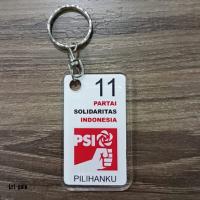 11
PARTAI
SOLIDARITAS
INDONESIA
PSI
PILIHANKU